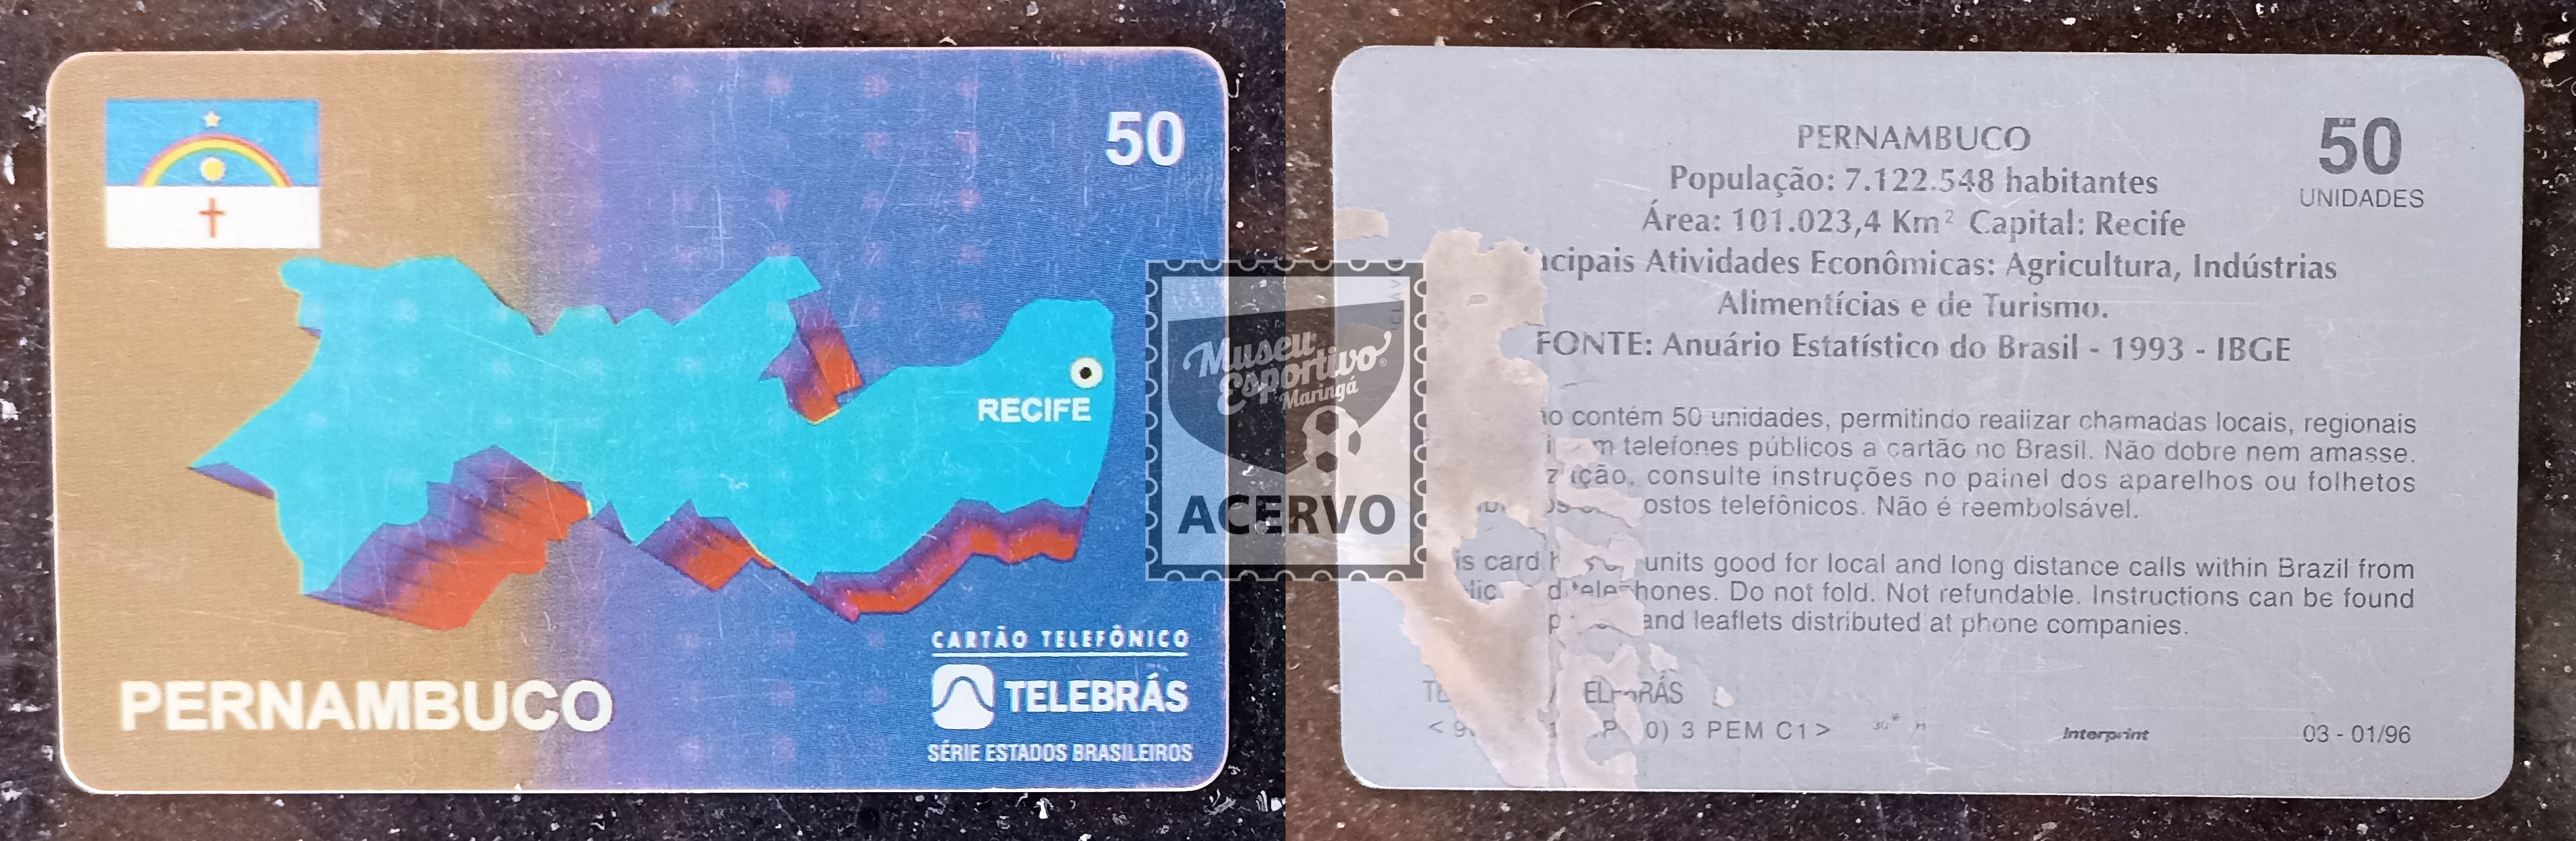 50
RECIFE
CARTÃO TELEFÔNICO
TELEBRÁS
SÉRIE ESTADOS BRASILEIROS
PERNAMBUCO
Museu
Esportivo
Maringá
ACERVO
PERNAMBUCO
50
UNIDADES
População: 7.122.548 habitantes
Área: 101.023,4 Km² Capital: Recife
Atividades Econômicas: Agricultura, Indústrias
Alimentícias e de Turismo.
FONTE: Anuário Estatístico do Brasil - 1993 - IBGE
contém 50 unidades, permitindo realizar chamadas locais, regionais
telefones públicos a cartão no Brasil. Não dobre nem amasse.
consulte instruções no painel dos aparelhos ou folhetos
telefônicos. Não é reembolsável.
card units good for local and long distance calls within Brazil from
Do not fold. Not refundable. Instructions can be found
and leaflets distributed at phone companies.
3 PEM C1 >
Interprint
03 - 01/96